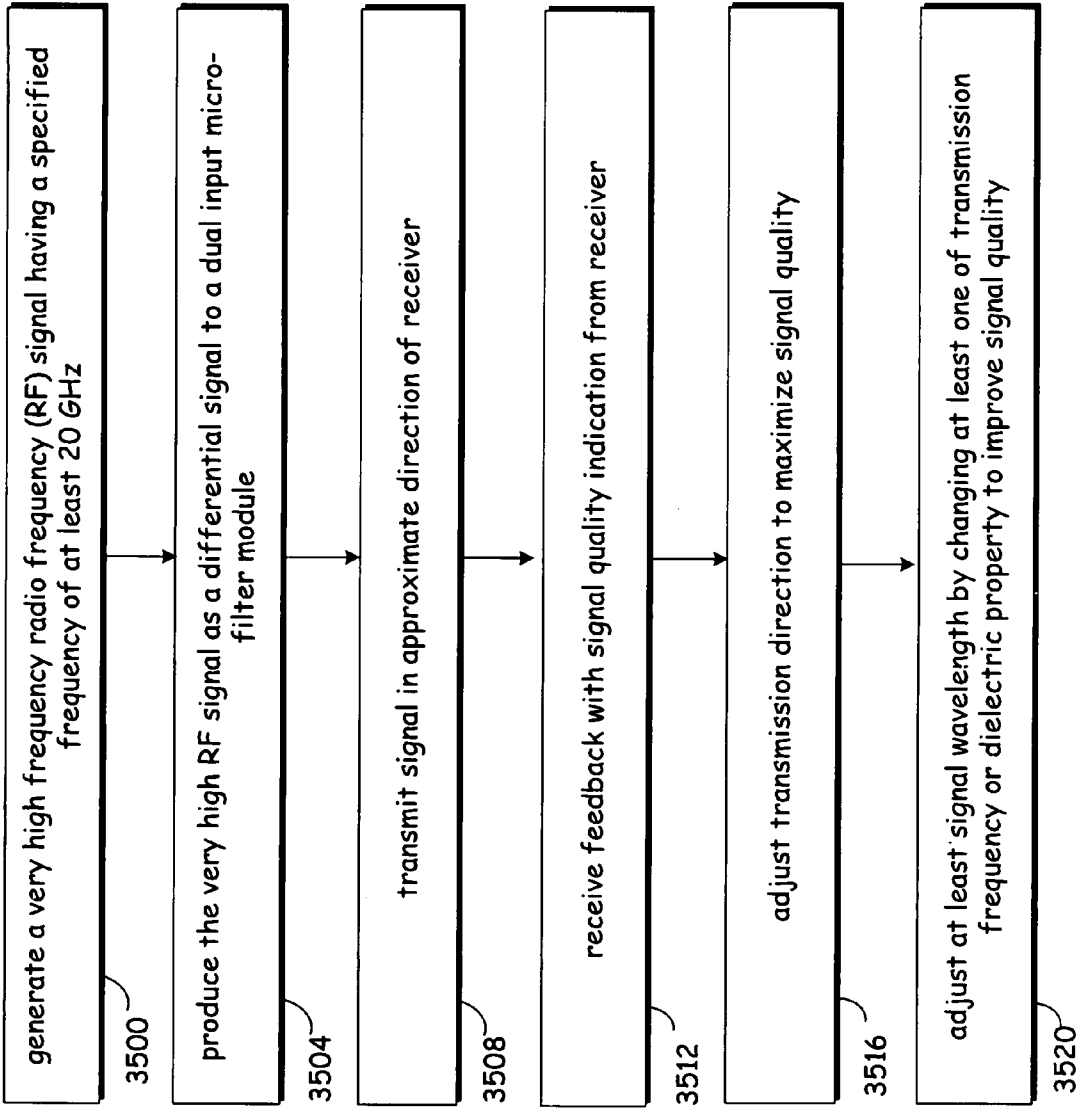 generate a very high frequency radio frequency (RF) signal having a specified
frequency of at least 20 GHz
3500
produce the very high RF signal as a differential signal to a dual input micro-
filter module
3504
transmit signal in approximate direction of receiver
3508
receive feedback with signal quality indication from receiver
3512
adjust transmission direction to maximize signal quality
3516
adjust at least signal wavelength by changing at least one of transmission
frequency or dielectric property to improve signal quality
3520